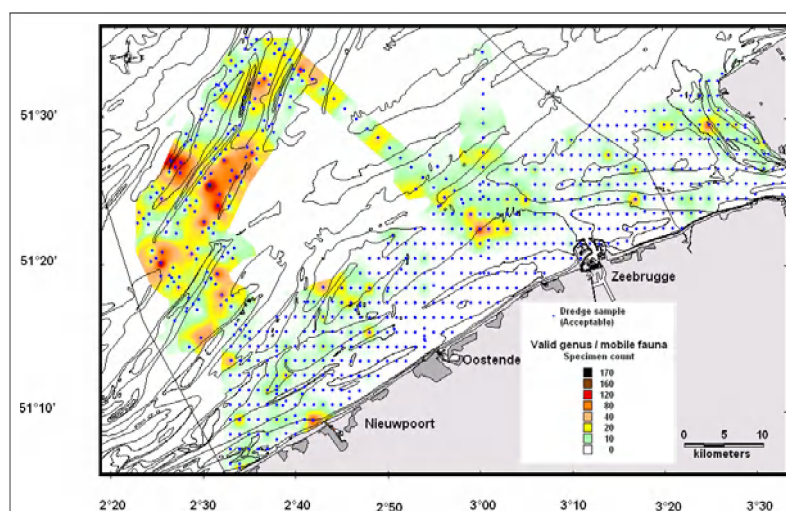 51°30'
51°20'
51°10'
Zeebrugge
Oostende
Nieuwpoort
Dredge sample
(Acceptable)
Valid genus / mobile fauna
Specimen count
170
160
120
80
40
20
10
0
0 5 10
kilometers
2°20 2°30 2°40 2°50 3°00 3°10 3°20 3°30